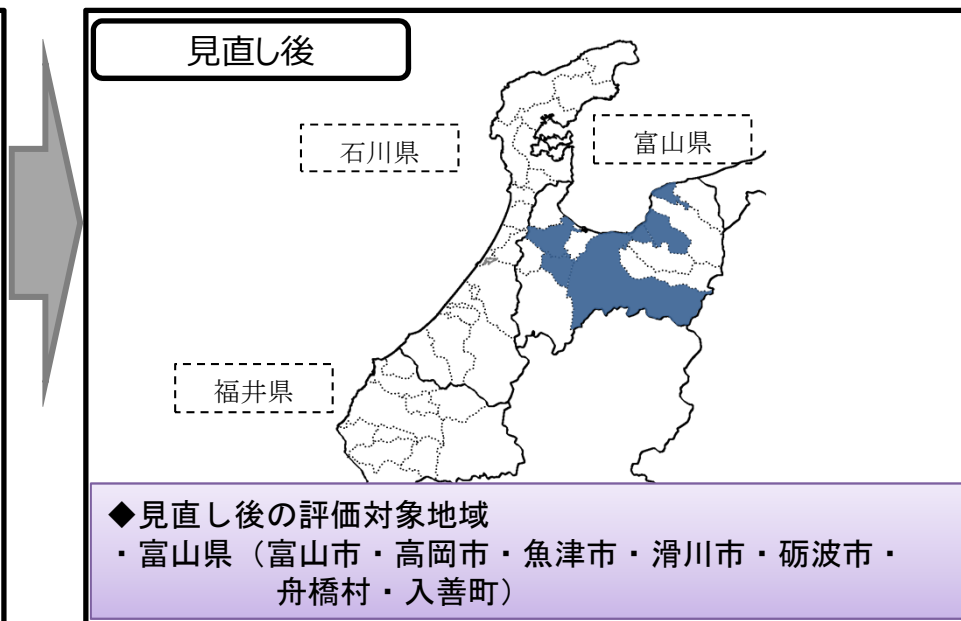 見直し後
石川県
富山県
福井県
◆見直し後の評価対象地域
・富山県（富山市・高岡市・魚津市・滑川市・砺波市・
舟橋村・入善町）